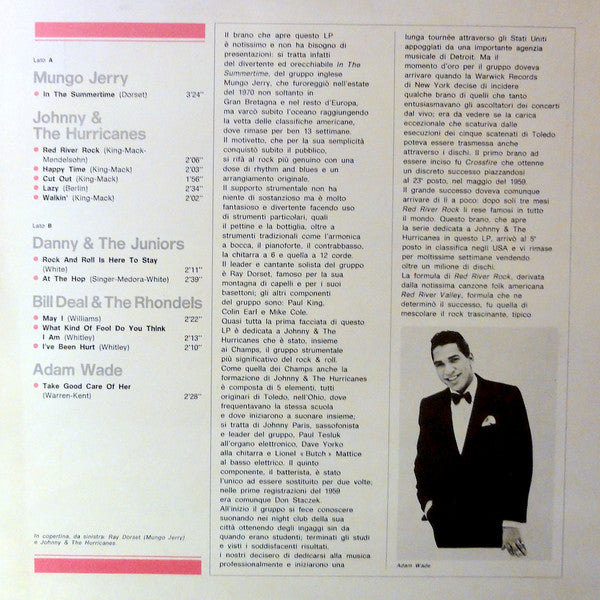 Lato A
Mungo Jerry
In The Summertime (Dorset) 3'24"
Johnny &
The Hurricanes
Red River Rock (King-Mack-
Mendelsohn) 2'06"
Happy Time (King-Mack) 2'03"
Cut Out (King-Mack) 1'56"
Lazy (Berlin) 2'34"
Walkin' (King-Mack) 2'02"
Lato B
Danny & The Juniors
Rock And Roll Is Here To Stay
(White) 2'11"
At The Hop (Singer-Medora-White) 2'39"
Bill Deal & The Rhondels
May I (Williams) 2'22"
What Kind Of Fool Do You Think
I Am (Whitley) 2'13"
I've Been Hurt (Whitley) 2'10"
Adam Wade
Take Good Care Of Her
(Warren-Kent) 2'28"
In copertina, da sinistra: Ray Dorset (Mungo Jerry)
e Johnny & The Hurricanes.
Il brano che apre questo LP
è notissimo e non ha bisogno di
presentazioni: si tratta infatti
del divertente ed orecchiabile In The
Summertime, del gruppo inglese
Mungo Jerry, che furoreggiò nell'estate
del 1970 non soltanto in
Gran Bretagna e nel resto d'Europa,
ma varcò subito l'oceano raggiungendo
la vetta delle classifiche americane,
dove rimase per ben 13 settimane.
Il motivetto, che per la sua semplicità
conquistò subito il pubblico,
si rifà al rock più genuino con una
dose di rhythm and blues e un
arrangiamento originale.
Il supporto strumentale non ha
niente di sostanzioso ma è molto
fantasioso e divertente facendo uso
di strumenti particolari, quali
il pettine e la bottiglia, oltre a
strumenti tradizionali come l'armonica
a bocca, il pianoforte, il contrabbasso,
la chitarra a 6 e quella a 12 corde.
Il leader e cantante solista del gruppo
è Ray Dorset, famoso per la sua
montagna di capelli e per i suoi
basettoni; gli altri componenti
del gruppo sono: Paul King,
Colin Earl e Mike Cole.
Quasi tutta la prima facciata di questo
LP è dedicata a Johnny & The
Hurricanes che è stato, insieme
ai Champs, il gruppo strumentale
più significativo del rock & roll.
Come quella dei Champs anche la
formazione di Johnny & The Hurricanes
è composta di 5 elementi, tutti
originari di Toledo, nell'Ohio, dove
frequentavano la stessa scuola
e dove iniziarono a suonare insieme;
si tratta di Johnny Paris, sassofonista
e leader del gruppo, Paul Tesluk
all'organo elettronico, Dave Yorko
alla chitarra e Lionel «Butch» Mattice
al basso elettrico. Il quinto
componente, il batterista, è stato
l'unico ad essere sostituito per due volte;
nelle prime registrazioni del 1959
era comunque Don Staczek.
All'inizio il gruppo si fece conoscere
suonando nei night club della sua
città ottenendo degli ingaggi sin da
quando erano studenti; terminati gli studi
e visti i soddisfacenti risultati,
i nostri decisero di dedicarsi alla musica
professionalmente e iniziarono una
lunga tournée attraverso gli Stati Uniti
appoggiati da una importante agenzia
musicale di Detroit. Ma il
momento d'oro per il gruppo doveva
arrivare quando la Warwick Records
di New York decise di incidere
qualche brano di quelli che tanto
entusiasmavano gli ascoltatori dei concerti
dal vivo; era da vedere se la carica
eccezionale che scaturiva dalle
esecuzioni dei cinque scatenati di Toledo
poteva essere trasmessa anche
attraverso i dischi. Il primo brano ad
essere inciso fu Crossfire che ottenne
un discreto successo piazzandosi
al 23° posto, nel maggio del 1959.
Il grande successo doveva comunque
arrivare di lì a poco: dopo soli tre mesi
Red River Rock li rese famosi in tutto
il mondo. Questo brano, che apre
la serie dedicata a Johnny & The
Hurricanes in questo LP, arrivò al 5°
posto in classifica negli USA e vi rimase
per moltissime settimane vendendo
oltre un milione di dischi.
La formula di Red River Rock, derivata
dalla notissima canzone folk americana
Red River Valley, formula che ne
determinò il successo, fu quella di
mescolare il rock trascinante, tipico
Adam Wade